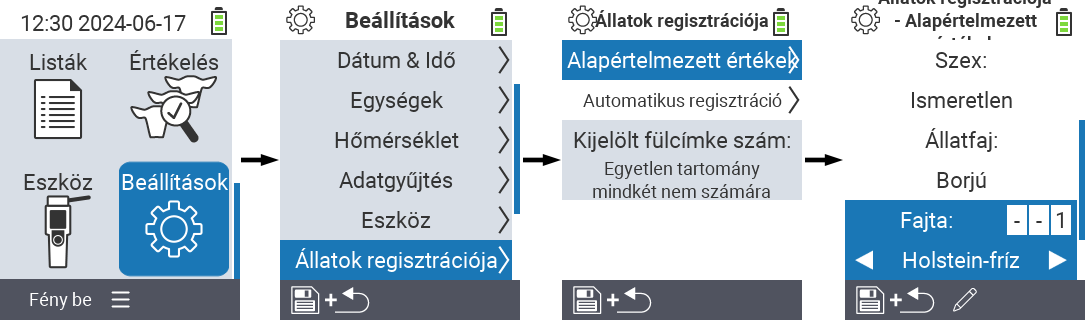 12:30 2024-06-17
Listák
Értékelés
Eszköz
Beállítások
Fény be
Beállítások
Dátum & Idő
Egységek
Hőmérséklet
Adatgyűjtés
Eszköz
Állatok regisztrációja
Állatok regisztrációja
Alapértelmezett értékek
Automatikus regisztráció
Kijelölt fülcímke szám:
Egyetlen tartomány
mindkét nem számára
Állatok regisztrációja
- Alapértelmezett
Szex:
Ismeretlen
Állatfaj:
Borjú
Fajta:
- - 1
Holstein-fríz